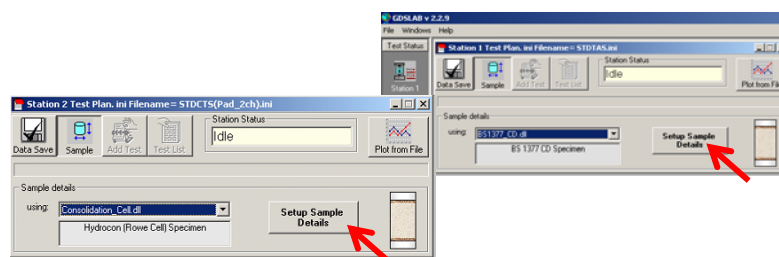 GDSLAB v 2.2.9
File Windows Help
Test Status
Station 1
Station 1 Test Plan. ini Filename= STDTAS.ini
Data Save Sample Add Test Test List
Station Status
Idle
Plot from File
Sample details
using: BS1377_CD.dll
BS 1377 CD Specimen
Setup Sample
Details
Station 2 Test Plan. ini Filename= STDCTS(Pad_2ch).ini
Data Save Sample Add Test Test List
Station Status
Idle
Plot from File
Sample details
using: Consolidation_Cell.dll
Hydrocon (Rowe Cell) Specimen
Setup Sample
Details